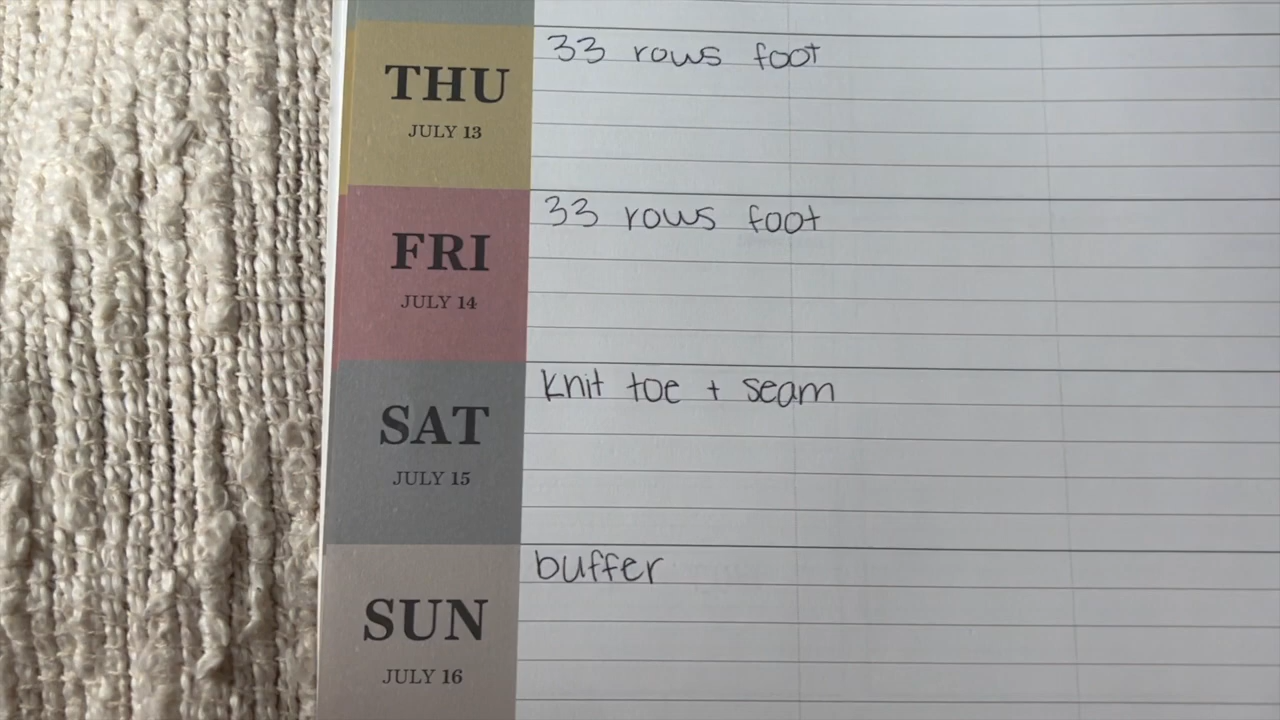 THU
JULY 13
33 rows foot
FRI
JULY 14
33 rows foot
SAT
JULY 15
knit toe + seam
SUN
JULY 16
buffer